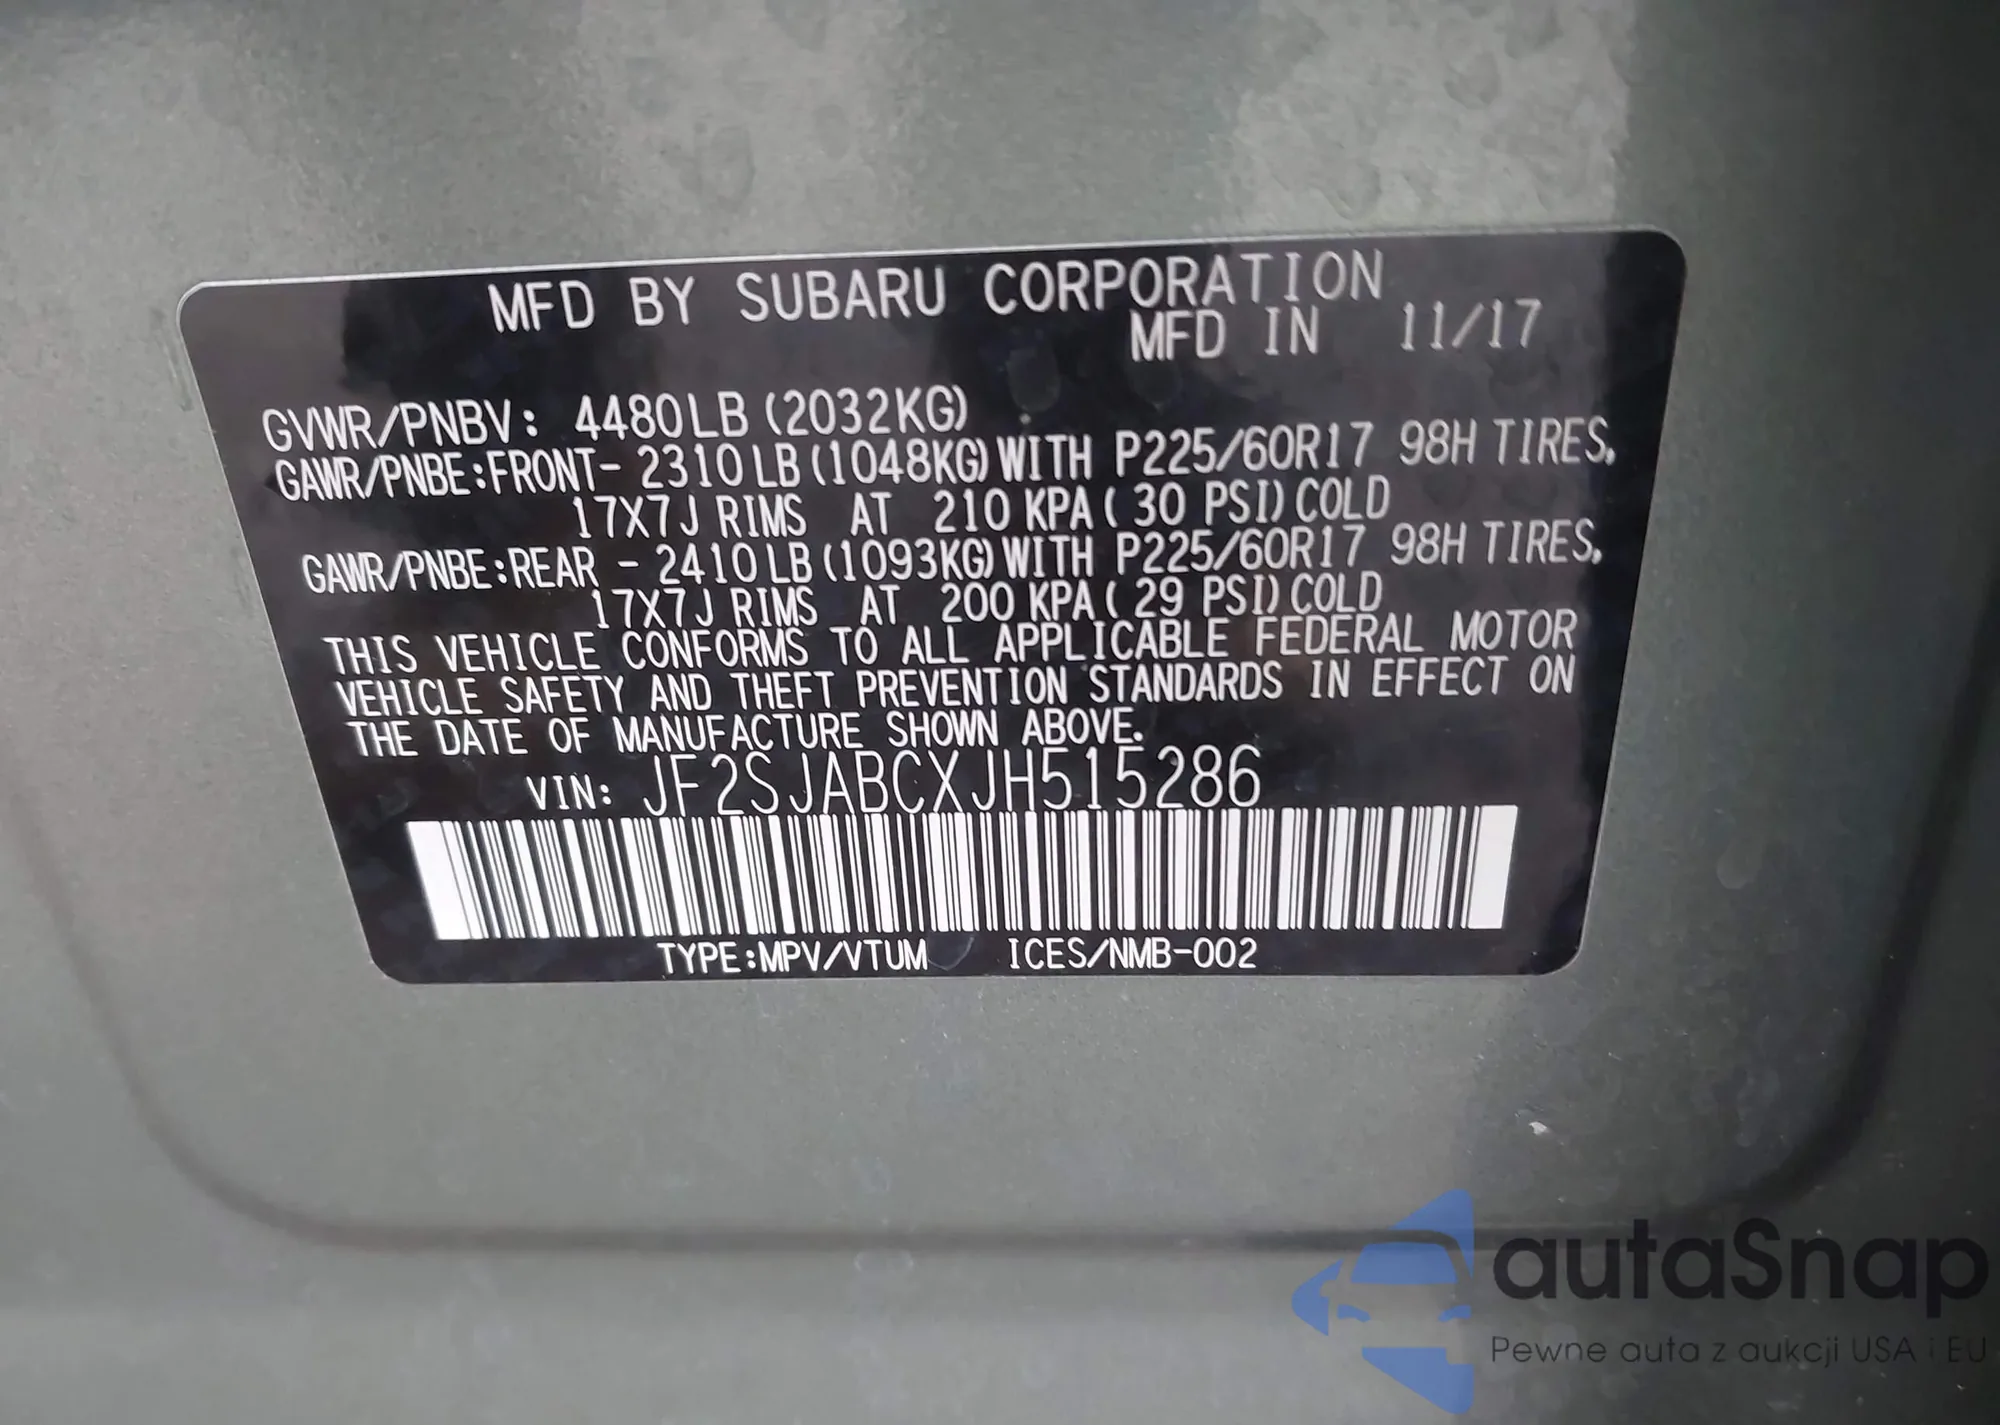 MFD BY SUBARU CORPORATION
MFD IN 11/17
GVWR/PNBV: 4480LB (2032KG)
GAWR/PNBE:FRONT- 2310LB(1048KG)WITH P225/60R17 98H TIRES,
17X7J RIMS AT 210 KPA( 30 PSI)COLD
GAWR/PNBE:REAR - 2410LB(1093KG)WITH P225/60R17 98H TIRES,
17X7J RIMS AT 200 KPA( 29 PSI)COLD
THIS VEHICLE CONFORMS TO ALL APPLICABLE FEDERAL MOTOR
VEHICLE SAFETY AND THEFT PREVENTION STANDARDS IN EFFECT ON
THE DATE OF MANUFACTURE SHOWN ABOVE.
VIN: JF2SJABCXJH515286
TYPE:MPV/VTUM ICES/NMB-002
autaSnap
Pewne auta z aukcji USA i EU